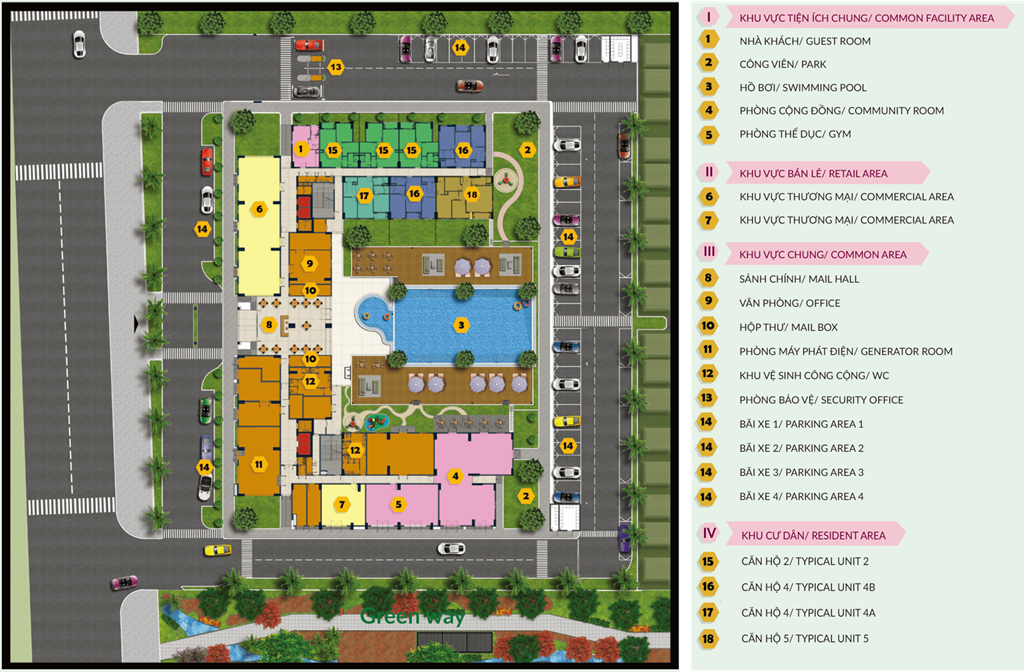 14
13
1
15
15
15
16
2
17
16
18
6
14
14
9
10
8
3
10
12
12
14
11
14
4
7
5
2
Green Way
I KHU VỰC TIỆN ÍCH CHUNG/ COMMON FACILITY AREA
1 NHÀ KHÁCH/ GUEST ROOM
2 CÔNG VIÊN/ PARK
3 HỒ BƠI/ SWIMMING POOL
4 PHÒNG CỘNG ĐỒNG/ COMMUNITY ROOM
5 PHÒNG THỂ DỤC/ GYM
II KHU VỰC BÁN LẺ/ RETAIL AREA
6 KHU VỰC THƯƠNG MẠI/ COMMERCIAL AREA
7 KHU VỰC THƯƠNG MẠI/ COMMERCIAL AREA
III KHU VỰC CHUNG/ COMMON AREA
8 SẢNH CHÍNH/ MAIL HALL
9 VĂN PHÒNG/ OFFICE
10 HỘP THƯ/ MAIL BOX
11 PHÒNG MÁY PHÁT ĐIỆN/ GENERATOR ROOM
12 KHU VỆ SINH CÔNG CỘNG/ WC
13 PHÒNG BẢO VỆ/ SECURITY OFFICE
14 BÃI XE 1/ PARKING AREA 1
14 BÃI XE 2/ PARKING AREA 2
14 BÃI XE 3/ PARKING AREA 3
14 BÃI XE 4/ PARKING AREA 4
IV KHU CƯ DÂN/ RESIDENT AREA
15 CĂN HỘ 2/ TYPICAL UNIT 2
16 CĂN HỘ 4/ TYPICAL UNIT 4B
17 CĂN HỘ 4/ TYPICAL UNIT 4A
18 CĂN HỘ 5/ TYPICAL UNIT 5